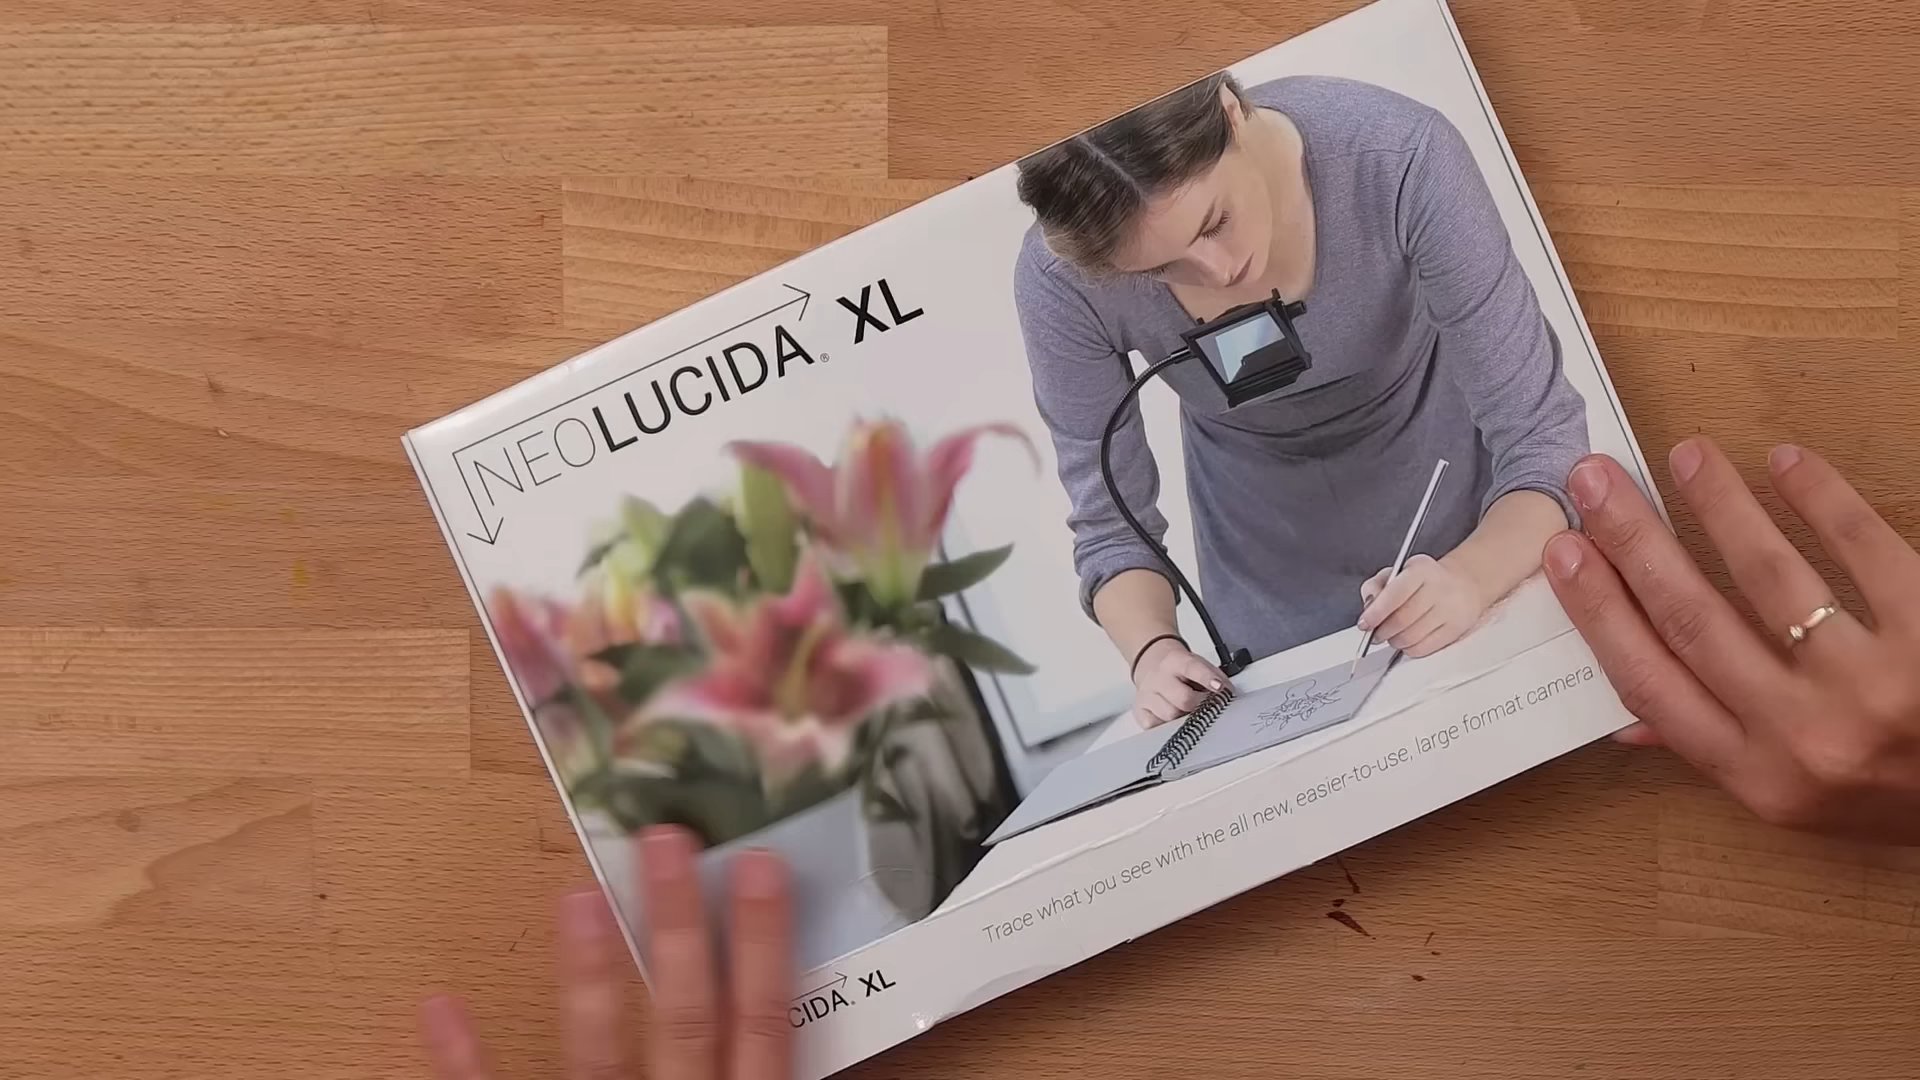 NEOLUCIDA® XL
Trace what you see with the all new, easier-to-use, large format camera
CIDA® XL